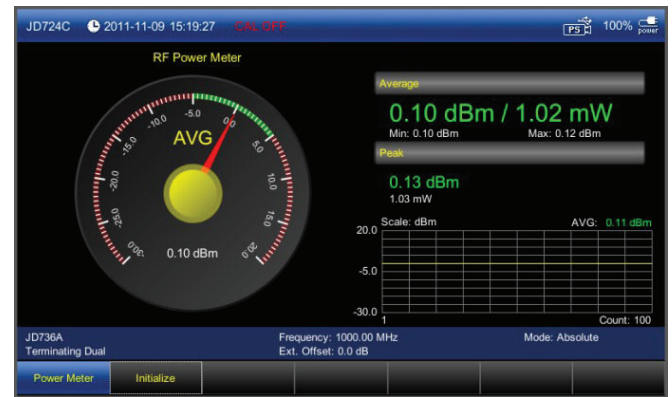 JD724C 2011-11-09 15:19:27 CAL OFF PS 100% power
RF Power Meter
Average
0.10 dBm / 1.02 mW
Min: 0.10 dBm Max: 0.12 dBm
Peak
0.13 dBm
1.03 mW
-30.0 -25.0 -20.0 -15.0 -10.0 -5.0 0.0 5.0 10.0 15.0 20.0
AVG
0.10 dBm
Scale: dBm AVG: 0.11 dBm
20.0
-5.0
-30.0
1 Count: 100
JD736A Frequency: 1000.00 MHz Mode: Absolute
Terminating Dual Ext. Offset: 0.0 dB
Power Meter Initialize